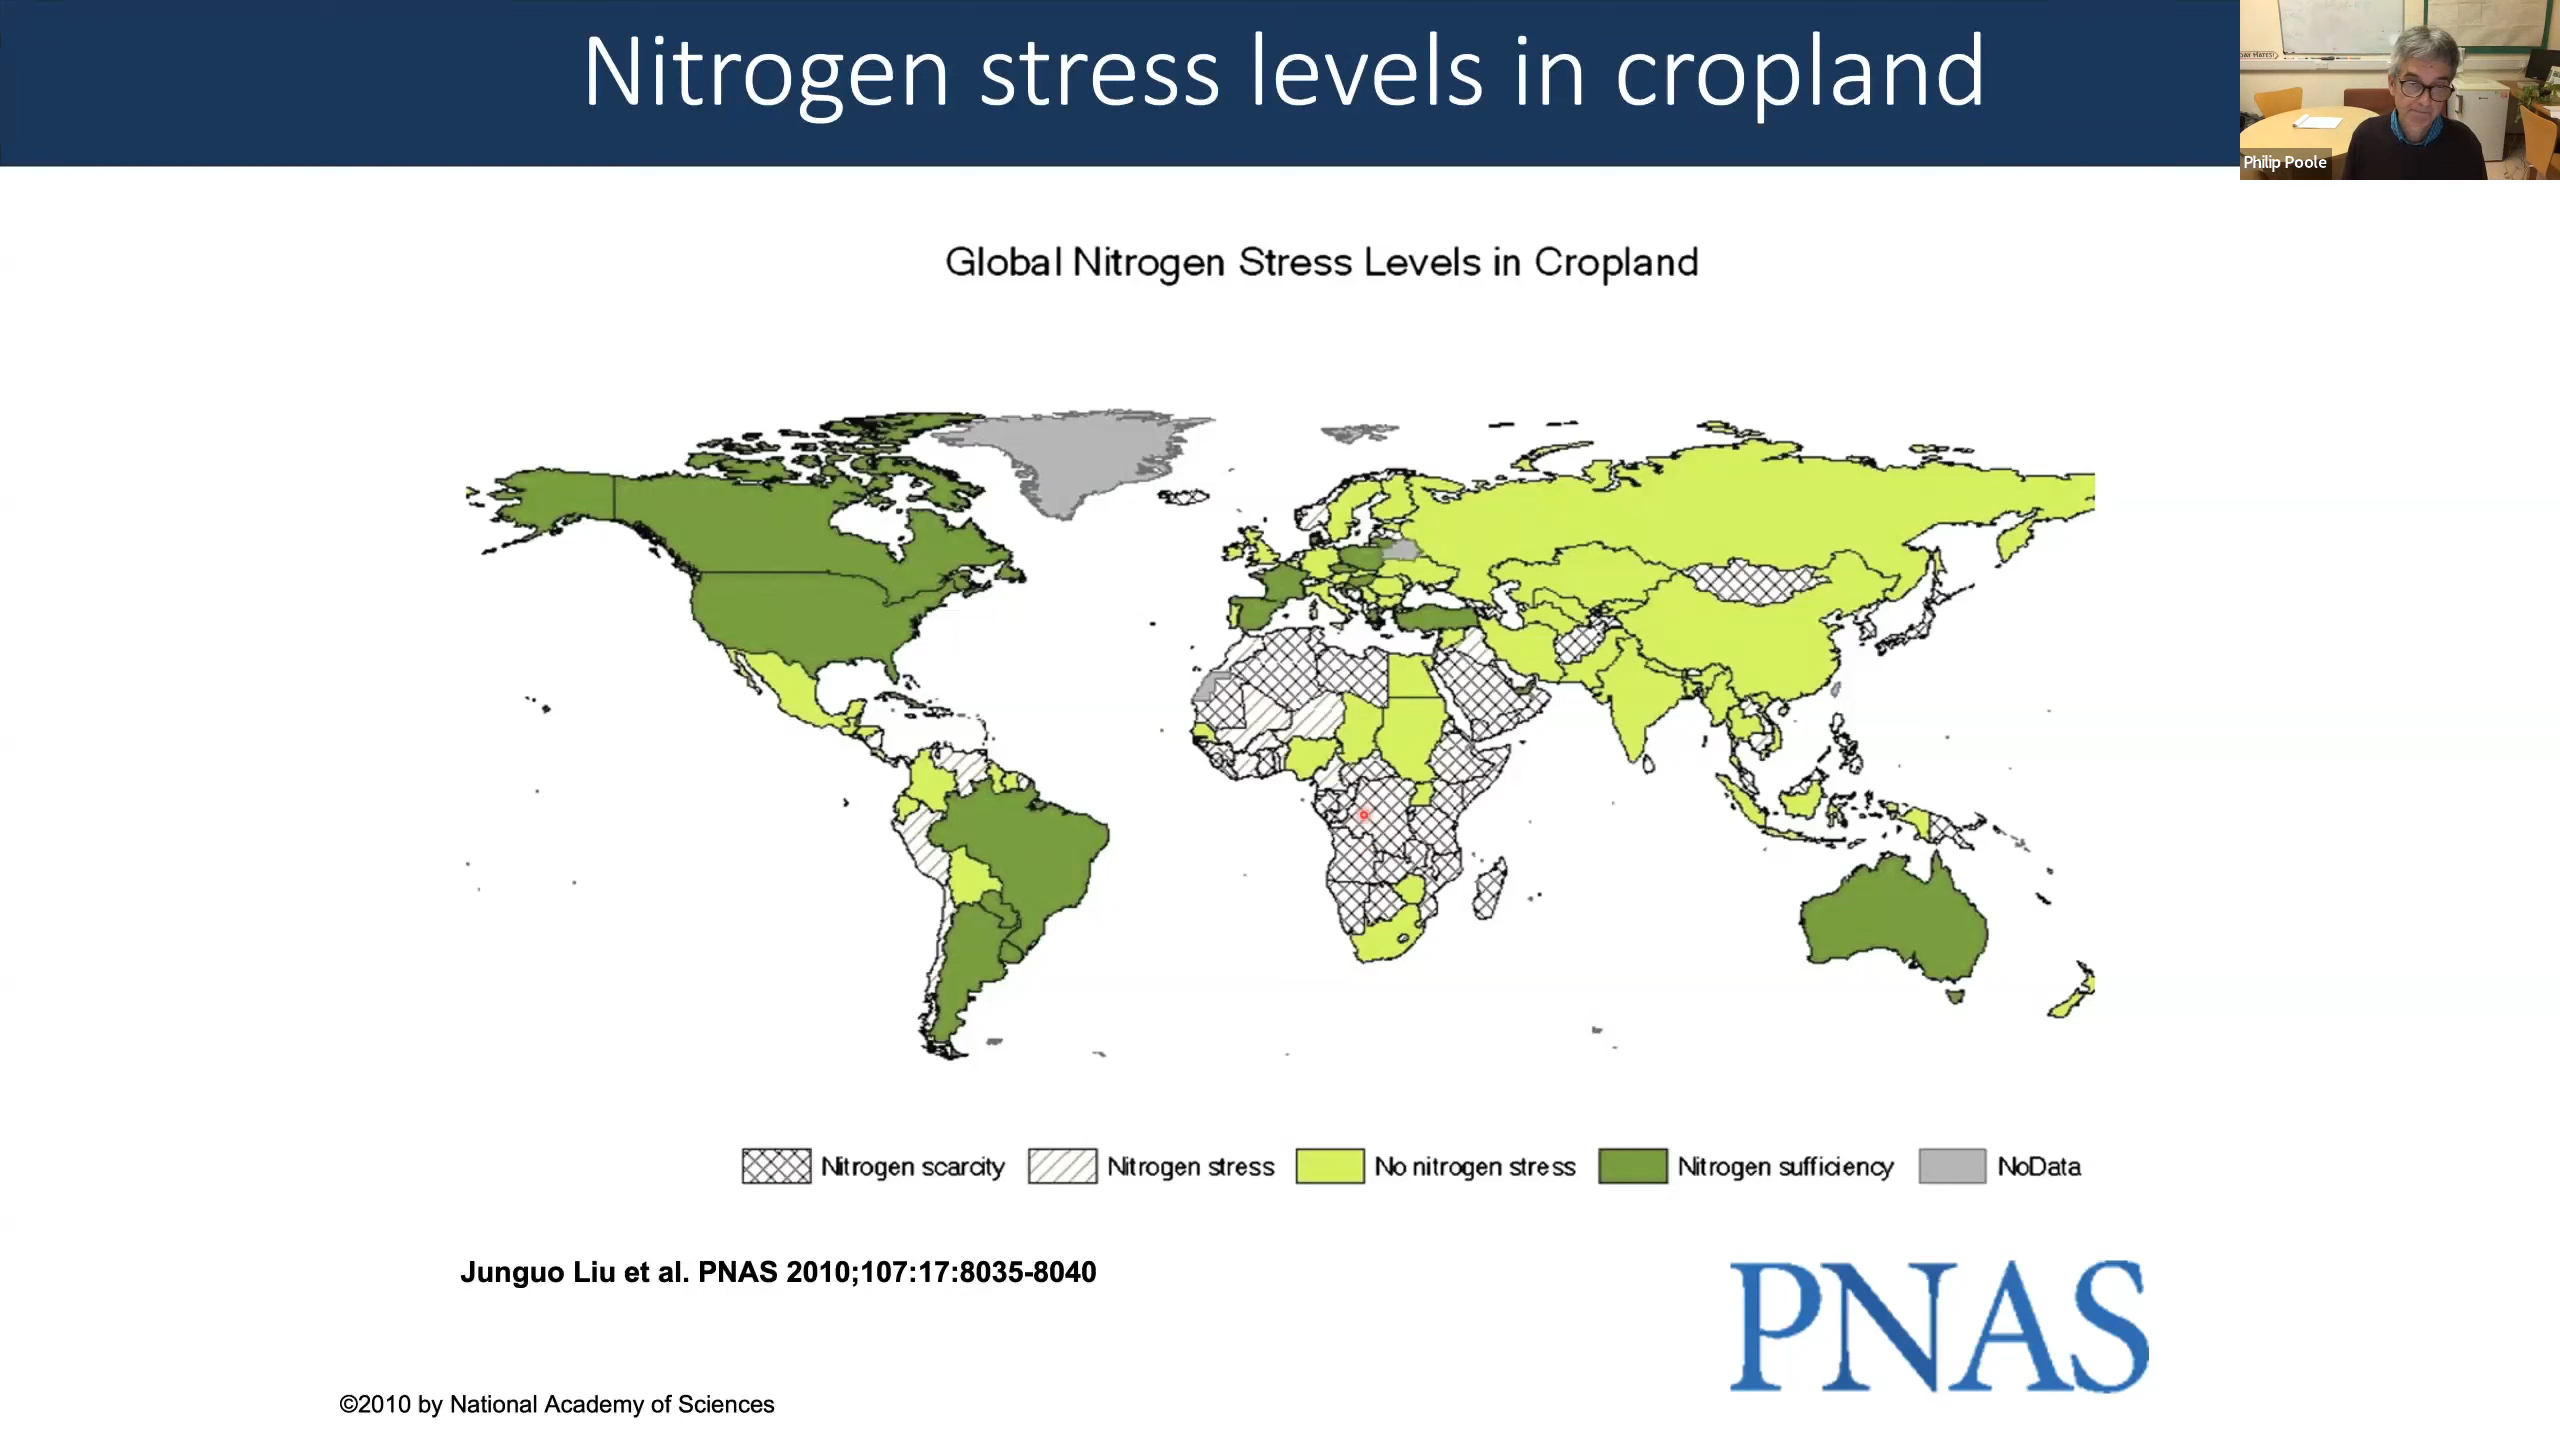 Nitrogen stress levels in cropland
Philip Poole
Global Nitrogen Stress Levels in Cropland
Nitrogen scarcity
Nitrogen stress
No nitrogen stress
Nitrogen sufficiency
NoData
Junguo Liu et al. PNAS 2010;107:17:8035-8040
PNAS
©2010 by National Academy of Sciences